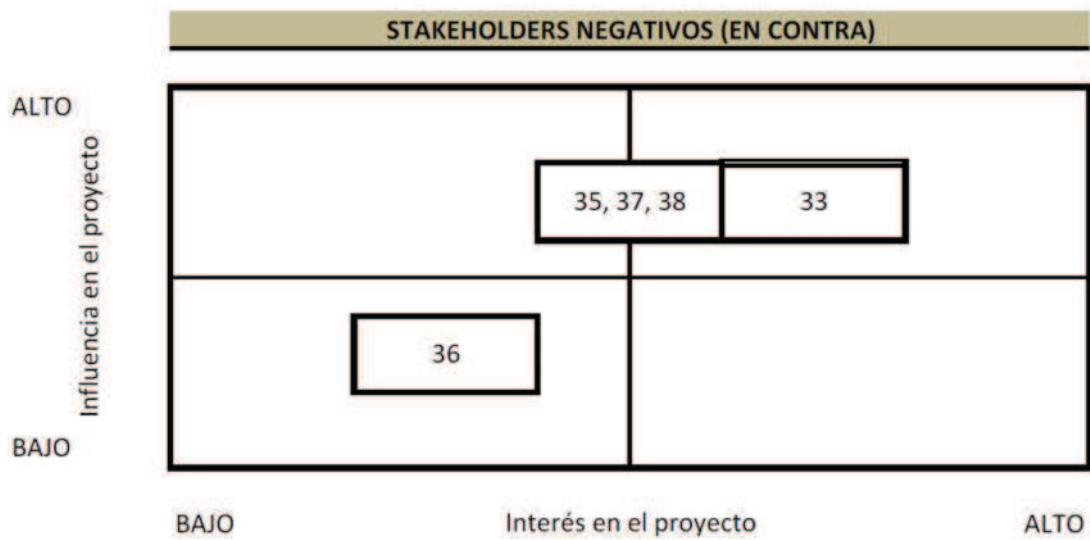 STAKEHOLDERS NEGATIVOS (EN CONTRA)
ALTO
Influencia en el proyecto
35, 37, 38
33
36
BAJO
BAJO
Interés en el proyecto
ALTO